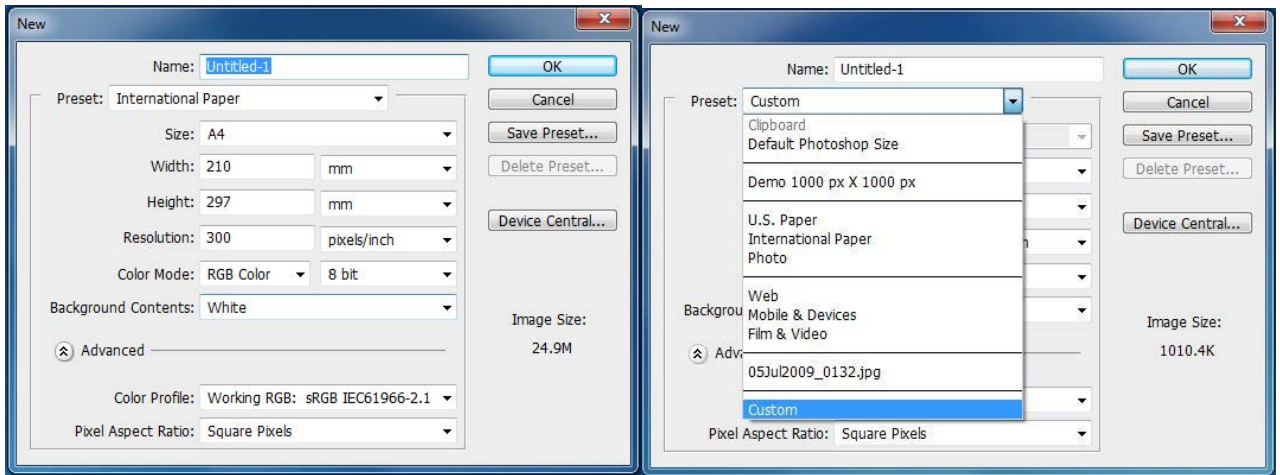 New
Name: Untitled-1
OK
Preset: International Paper
Cancel
Size: A4
Save Preset...
Width: 210 mm
Delete Preset...
Height: 297 mm
Device Central...
Resolution: 300 pixels/inch
Color Mode: RGB Color 8 bit
Background Contents: White
Image Size:
24.9M
Advanced
Color Profile: Working RGB: sRGB IEC61966-2.1
Pixel Aspect Ratio: Square Pixels
New
Name: Untitled-1
OK
Preset: Custom
Cancel
Clipboard
Default Photoshop Size
Save Preset...
Delete Preset...
Demo 1000 px X 1000 px
U.S. Paper
Device Central...
International Paper
Photo
Web
Backgrou
Mobile & Devices
Film & Video
Image Size:
1010.4K
Adva
05Jul2009_0132.jpg
Custom
Pixel Aspect Ratio: Square Pixels